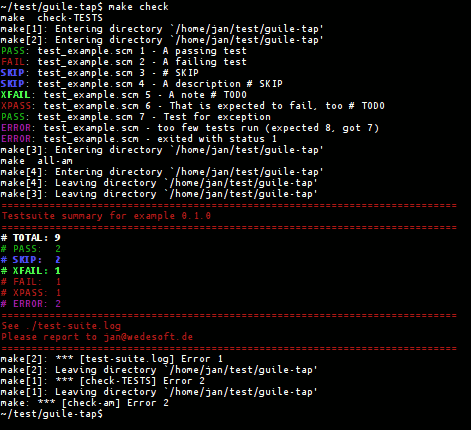 ~/test/guile-tap$ make check
make  check-TESTS
make[1]: Entering directory `/home/jan/test/guile-tap'
make[2]: Entering directory `/home/jan/test/guile-tap'
PASS: test_example.scm 1 - A passing test
FAIL: test_example.scm 2 - A failing test
SKIP: test_example.scm 3 - # SKIP
SKIP: test_example.scm 4 - A description # SKIP
XFAIL: test_example.scm 5 - A note # TODO
XPASS: test_example.scm 6 - That is expected to fail, too # TODO
PASS: test_example.scm 7 - Test for exception
ERROR: test_example.scm - too few tests run (expected 8, got 7)
ERROR: test_example.scm - exited with status 1
make[3]: Entering directory `/home/jan/test/guile-tap'
make  all-am
make[4]: Entering directory `/home/jan/test/guile-tap'
make[4]: Leaving directory `/home/jan/test/guile-tap'
make[3]: Leaving directory `/home/jan/test/guile-tap'
============================================================================
Testsuite summary for example 0.1.0
============================================================================
# TOTAL: 9
# PASS:  2
# SKIP:  2
# XFAIL: 1
# FAIL:  1
# XPASS: 1
# ERROR: 2
============================================================================
See ./test-suite.log
Please report to jan@wedesoft.de
============================================================================
make[2]: *** [test-suite.log] Error 1
make[2]: Leaving directory `/home/jan/test/guile-tap'
make[1]: *** [check-TESTS] Error 2
make[1]: Leaving directory `/home/jan/test/guile-tap'
make: *** [check-am] Error 2
~/test/guile-tap$